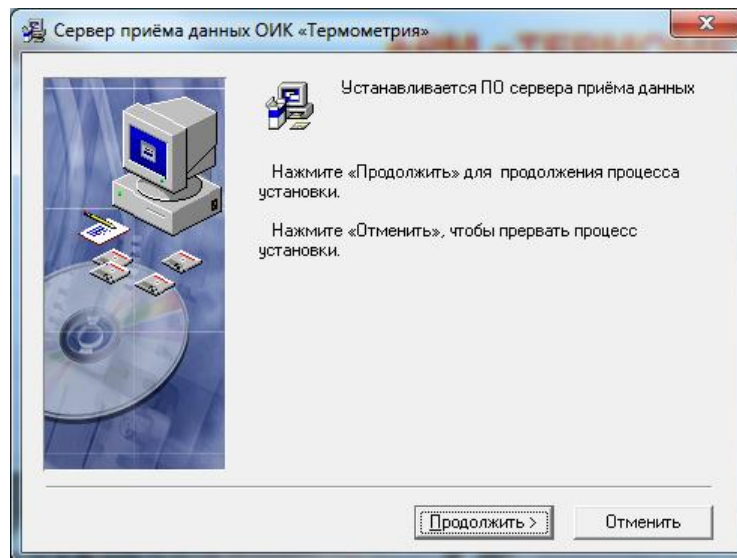 Сервер приёма данных ОИК «Термометрия»
Устанавливается ПО сервера приёма данных
Нажмите «Продолжить» для продолжения процесса
установки.
Нажмите «Отменить», чтобы прервать процесс
установки.
Продолжить >
Отменить